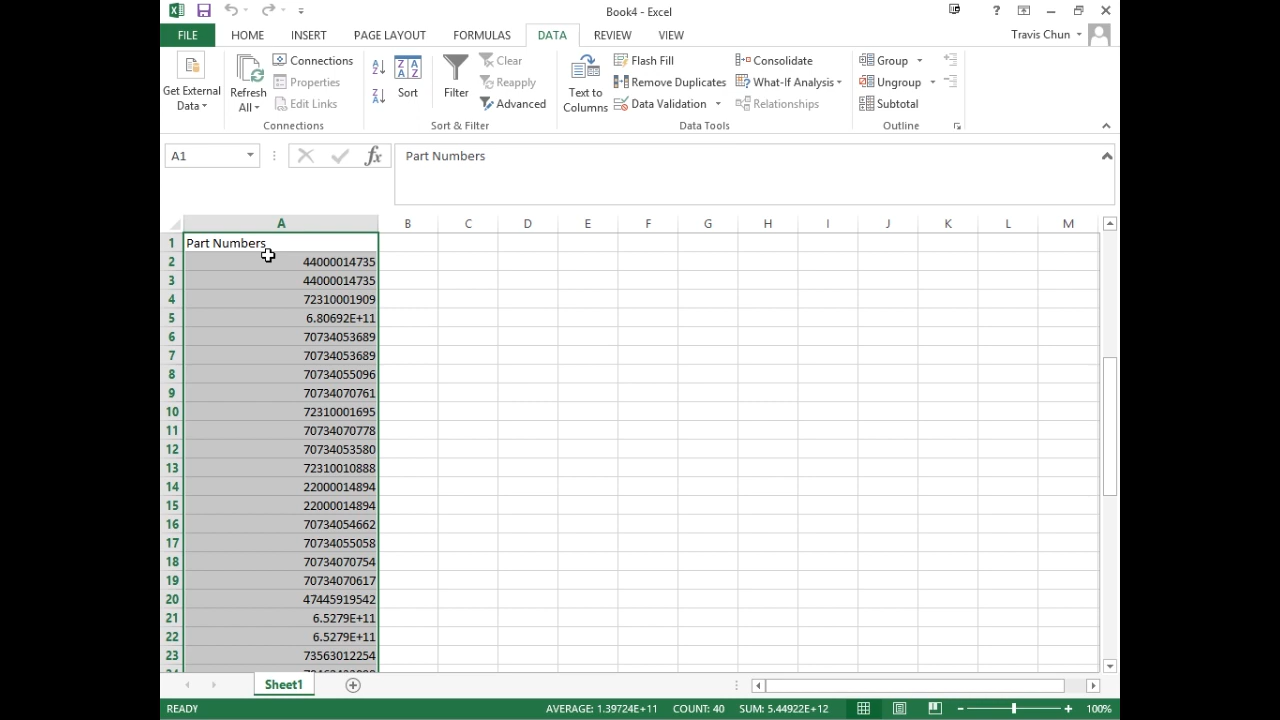 Book4 - Excel
FILE HOME INSERT PAGE LAYOUT FORMULAS DATA REVIEW VIEW Travis Chun
Get External Data
Refresh All
Connections
Properties
Edit Links
Connections
Sort
Filter
Clear
Reapply
Advanced
Sort & Filter
Text to Columns
Flash Fill
Remove Duplicates
Data Validation
Consolidate
What-If Analysis
Relationships
Data Tools
Group
Ungroup
Subtotal
Outline
A1 fx Part Numbers
A B C D E F G H I J K L M
1 Part Numbers
2 44000014735
3 44000014735
4 72310001909
5 6.80692E+11
6 70734053689
7 70734053689
8 70734055096
9 70734070761
10 72310001695
11 70734070778
12 70734053580
13 72310010888
14 22000014894
15 22000014894
16 70734054662
17 70734055058
18 70734070754
19 70734070617
20 47445919542
21 6.5279E+11
22 6.5279E+11
23 73563012254
Sheet1
READY AVERAGE: 1.39724E+11 COUNT: 40 SUM: 5.44922E+12 100%